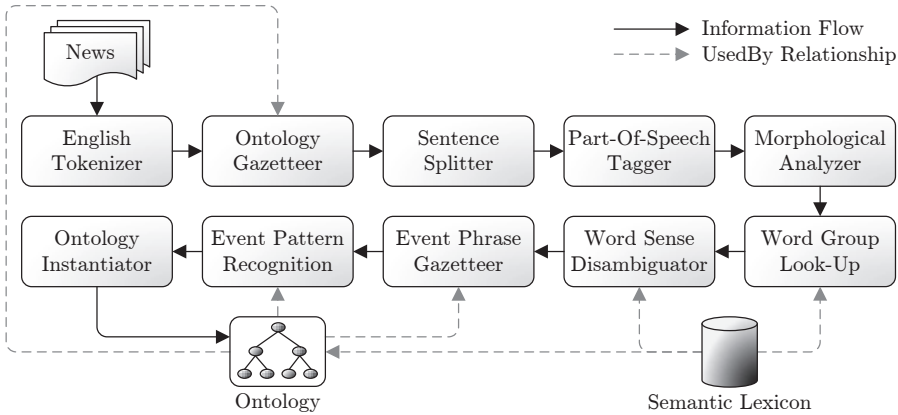 News
Information Flow
UsedBy Relationship
English
Tokenizer
Ontology
Gazetteer
Sentence
Splitter
Part-Of-Speech
Tagger
Morphological
Analyzer
Ontology
Instantiator
Event Pattern
Recognition
Event Phrase
Gazetteer
Word Sense
Disambiguator
Word Group
Look-Up
Ontology
Semantic Lexicon